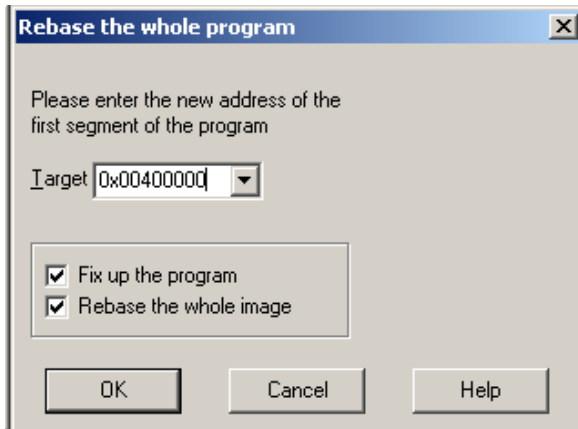 Rebase the whole program
Please enter the new address of the
first segment of the program
Target 0x00400000
Fix up the program
Rebase the whole image
OK Cancel Help